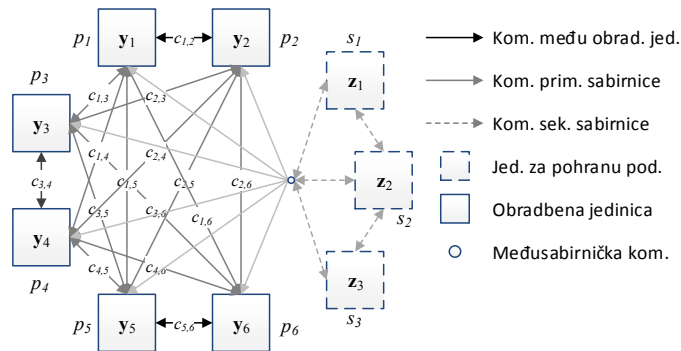 p1 y1 c1,2 y2 p2 s1
z1
p3
y3 c1,3 c2,3
c1,4 c2,4
c3,4 c1,5 c2,5 c2,6 z2
c3,5 c3,6 c1,6 s2
y4
c4,5 c4,6 z3
p4
p5 y5 c5,6 y6 p6 s3
Kom. među obrad. jed.
Kom. prim. sabirnice
Kom. sek. sabirnice
Jed. za pohranu pod.
Obradbena jedinica
Međusabirnička kom.